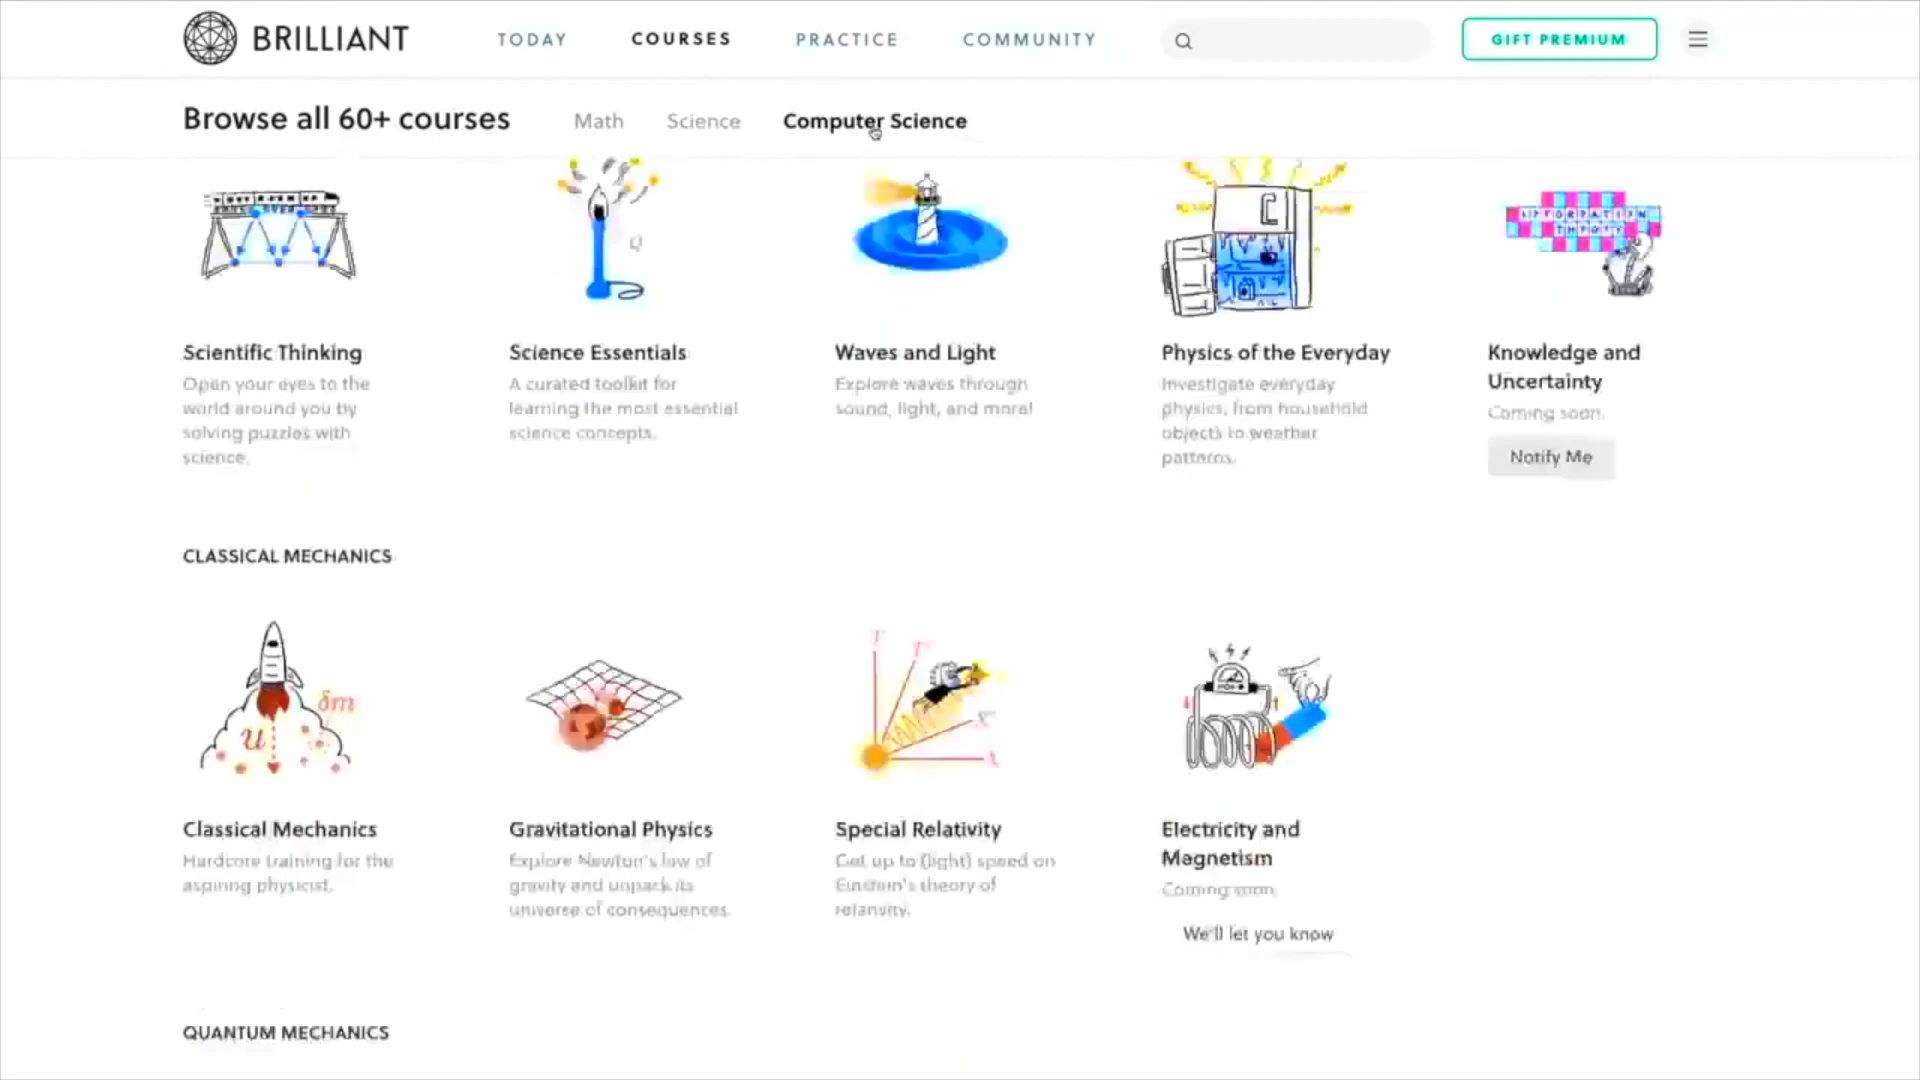 BRILLIANT TODAY COURSES PRACTICE COMMUNITY GIFT PREMIUM
Browse all 60+ courses Math Science Computer Science
Scientific Thinking
Open your eyes to the
world around you by
solving puzzles with
science.
Science Essentials
A curated toolkit for
learning the most essential
science concepts.
Waves and Light
Explore waves through
sound, light, and more!
Physics of the Everyday
Investigate everyday
physics, from household
objects to weather
patterns.
INFORMATION
THEORY
Knowledge and
Uncertainty
Coming soon.
Notify Me
CLASSICAL MECHANICS
δm
u
Classical Mechanics
Hardcore training for the
aspiring physicist.
Gravitational Physics
Explore Newton's law of
gravity and unpack its
universe of consequences.
Special Relativity
Get up to (light) speed on
Einstein's theory of
relativity.
Electricity and
Magnetism
Coming soon.
We'll let you know
QUANTUM MECHANICS